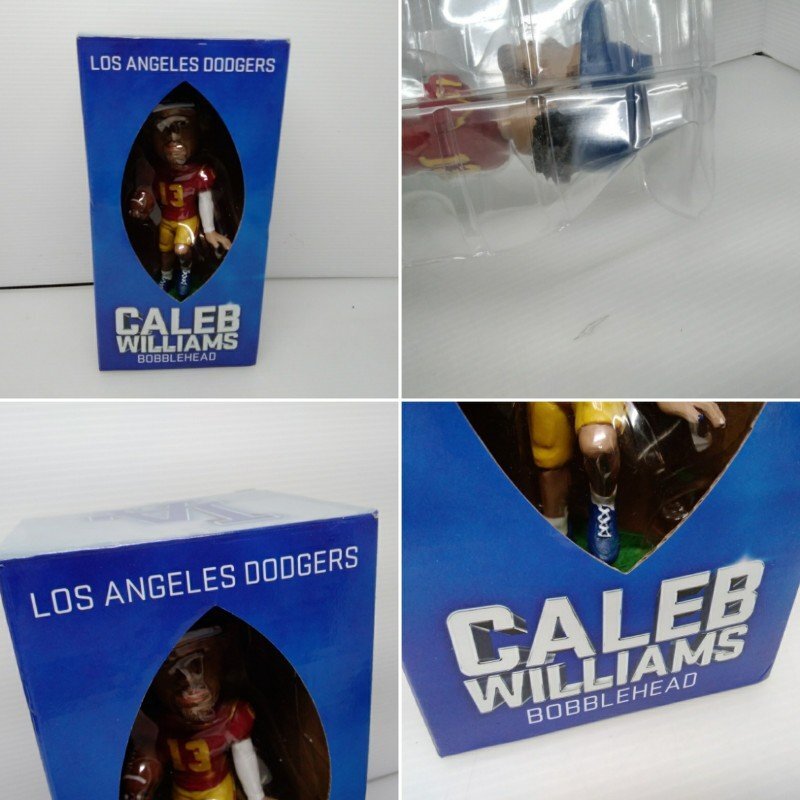 LOS ANGELES DODGERS
13
CALEB
WILLIAMS
BOBBLEHEAD
LOS ANGELES DODGERS
13
CALEB
WILLIAMS
BOBBLEHEAD